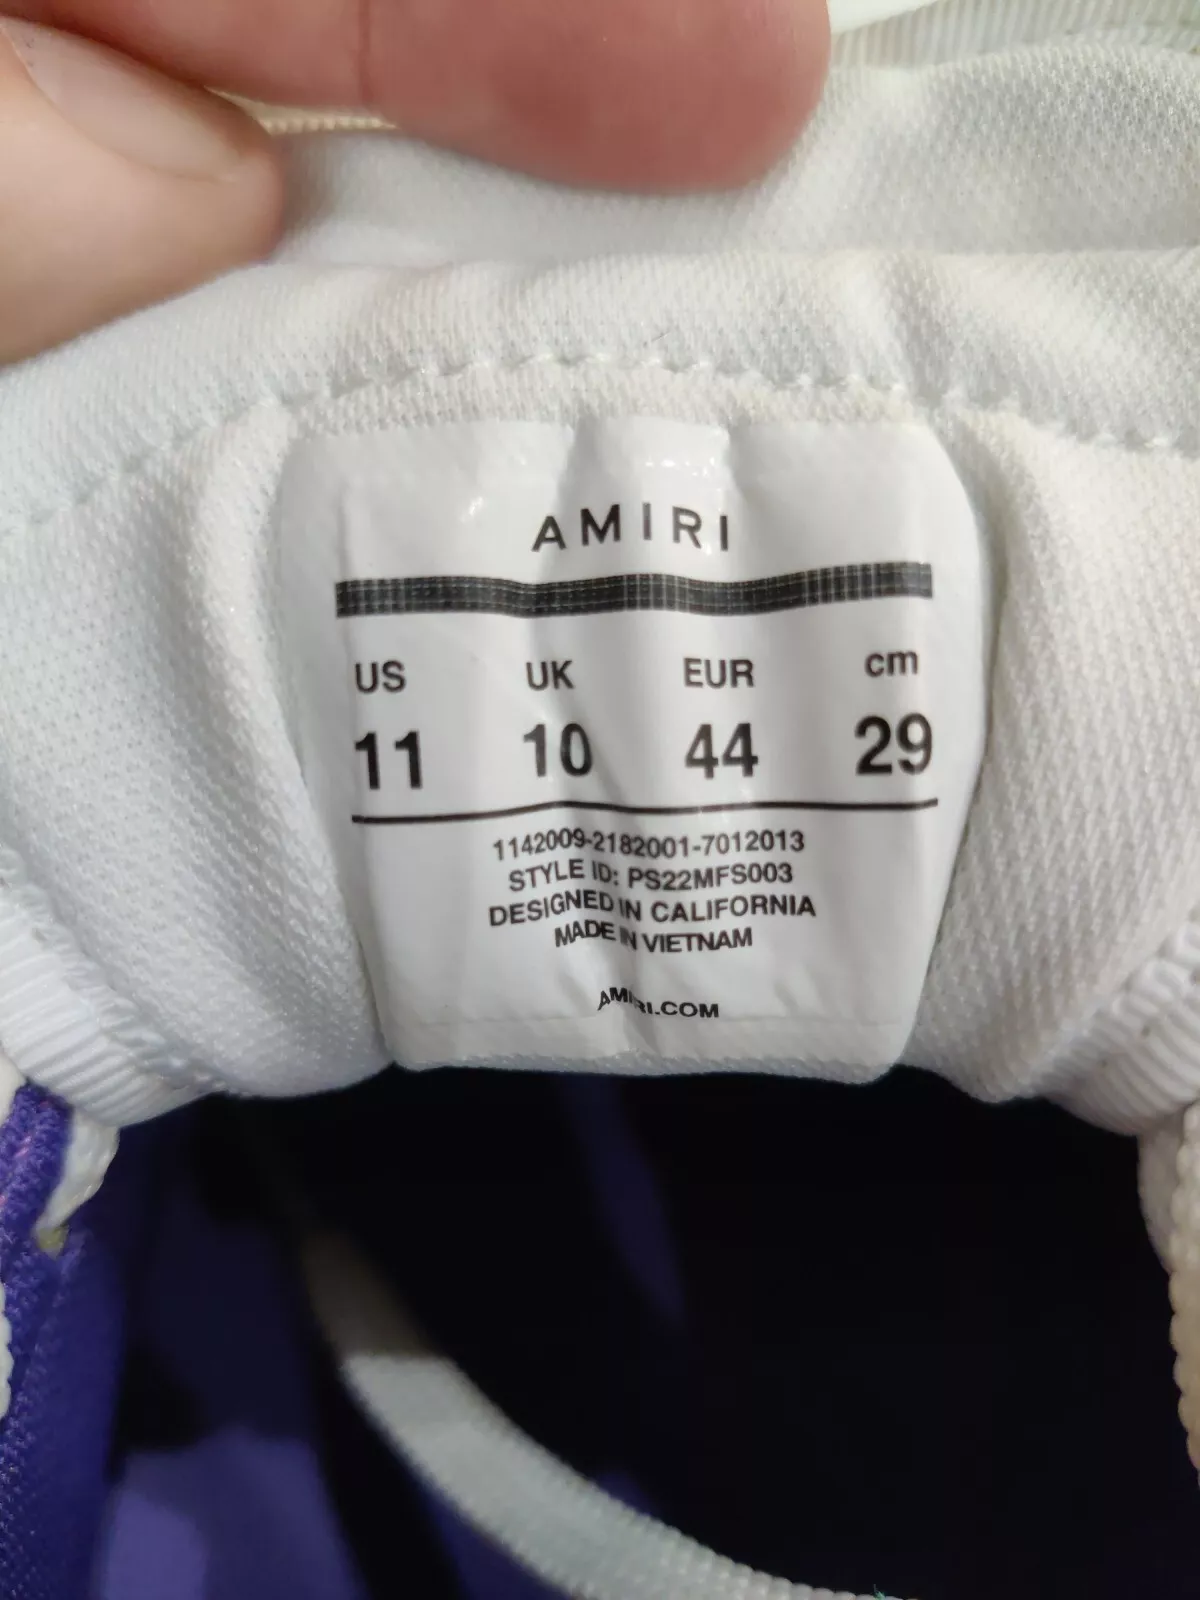 AMIRI
US UK EUR cm
11 10 44 29
1142009-2182001-7012013
STYLE ID: PS22MFS003
DESIGNED IN CALIFORNIA
MADE IN VIETNAM
AMIRI.COM